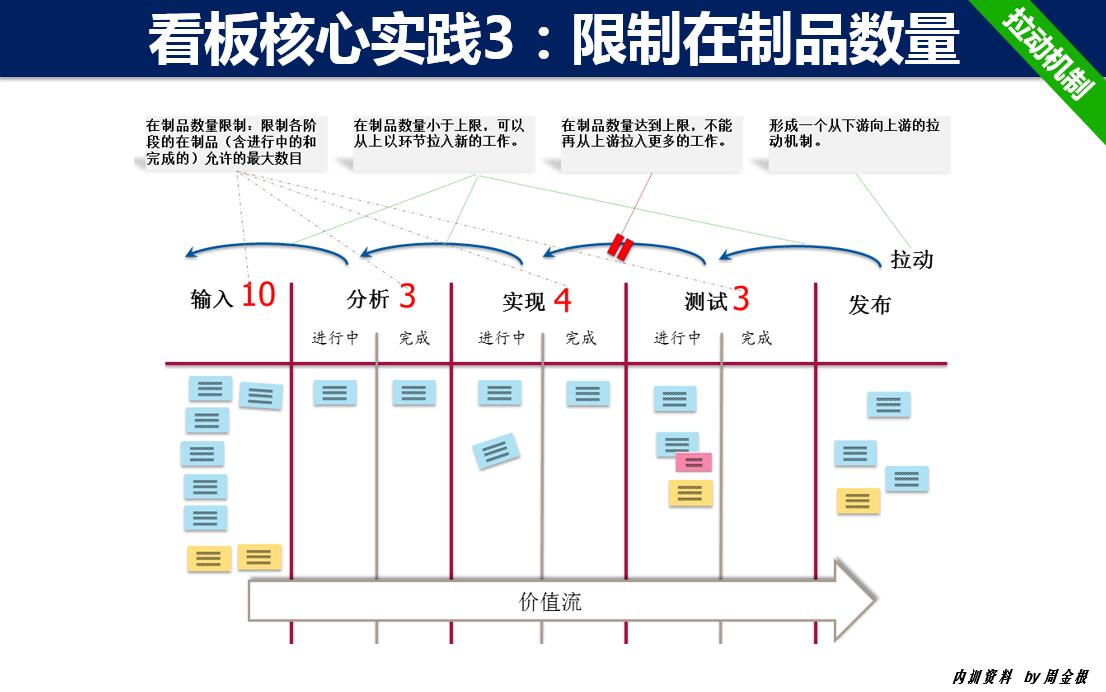 看板核心实践3：限制在制品数量
拉动机制
在制品数量限制：限制各阶
段的在制品（含进行中的和
完成的）允许的最大数目
在制品数量小于上限，可以
从上以环节拉入新的工作。
在制品数量达到上限，不能
再从上游拉入更多的工作。
形成一个从下游向上游的拉
动机制。
拉动
输入 10
分析 3
实现 4
测试 3
发布
进行中
完成
进行中
完成
进行中
完成
价值流
内训资料 by 周金根